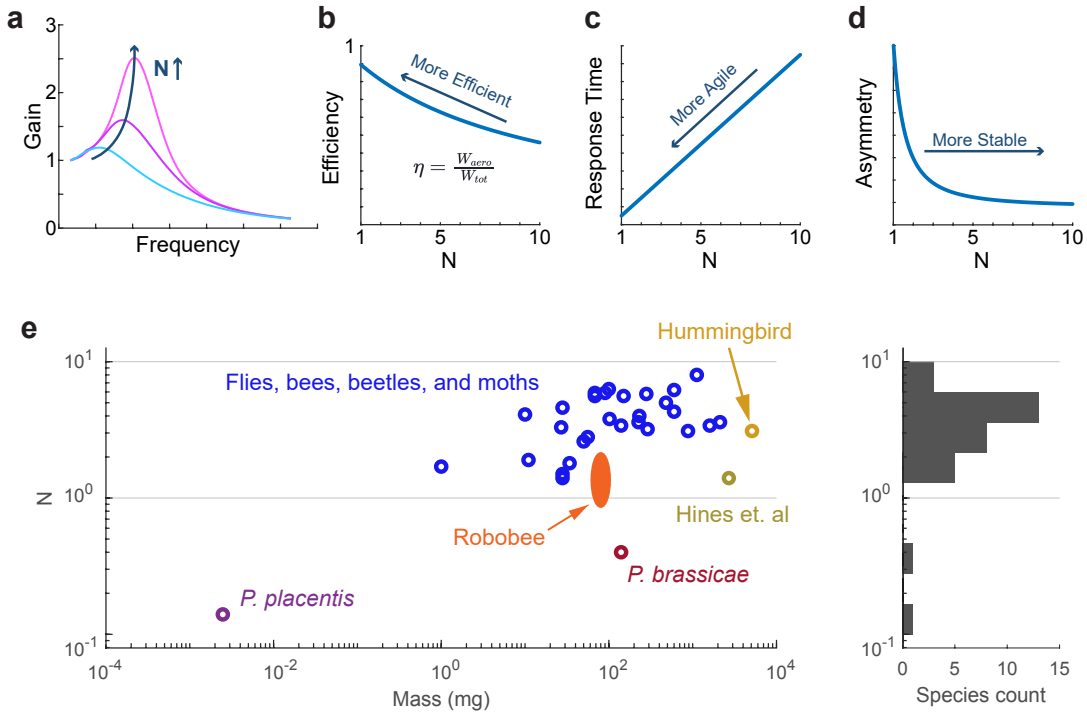 a
3
2
1
0
Gain
N↑
Frequency
b
1
Efficiency
More Efficient
η = W_aero / W_tot
1
5
10
N
c
Response Time
More Agile
1
5
10
N
d
Asymmetry
More Stable
1
5
10
N
e
N
10^1
10^0
10^-1
Flies, bees, beetles, and moths
Hummingbird
Robobee
Hines et. al
P. brassicae
P. placentis
10^-4
10^-2
10^0
10^2
10^4
Mass (mg)
10^1
10^0
10^-1
0
5
10
15
Species count